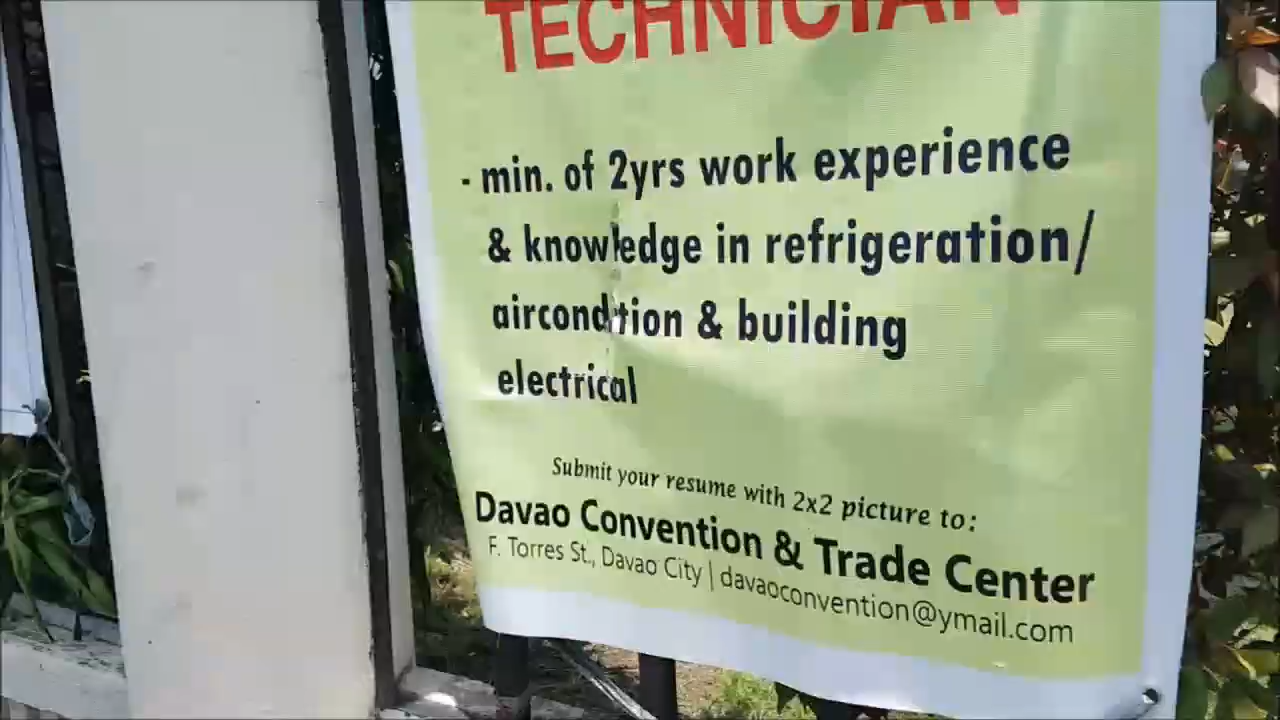 TECHNICIAN
- min. of 2yrs work experience
& knowledge in refrigeration/
aircondition & building
electrical
Submit your resume with 2x2 picture to:
Davao Convention & Trade Center
F. Torres St., Davao City | davaoconvention@ymail.com